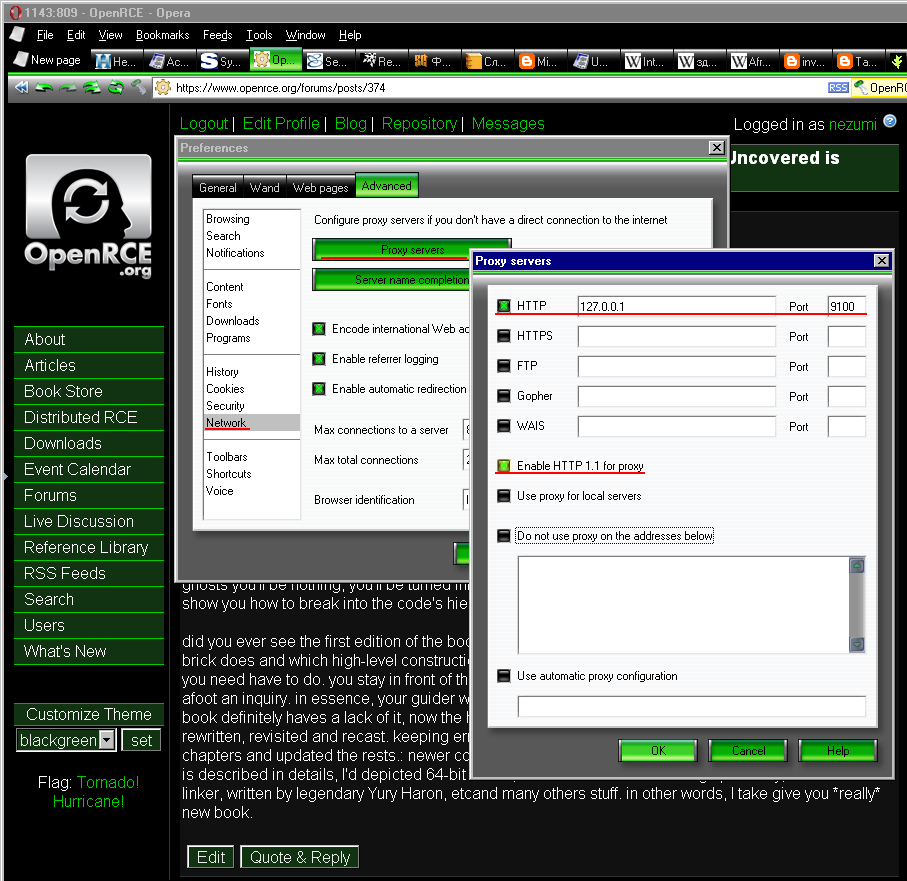 1143:809 - OpenRCE - Opera
File Edit View Bookmarks Feeds Tools Window Help
New page He... Ac... Sy... Op... Se... Re... Ф... Сл... Mi... U... Int... зд... Afr... inv... Ta...
https://www.openrce.org/forums/posts/374 RSS OpenR
Logout | Edit Profile | Blog | Repository | Messages
Logged in as nezumi
Uncovered is
OpenRCE
.org
About
Articles
Book Store
Distributed RCE
Downloads
Event Calendar
Forums
Live Discussion
Reference Library
RSS Feeds
Search
Users
What's New
Customize Theme
blackgreen set
Flag: Tornado!
Hurricane!
Preferences
General Wand Web pages Advanced
Browsing
Search
Notifications
Content
Fonts
Downloads
Programs
History
Cookies
Security
Network
Toolbars
Shortcuts
Voice
Configure proxy servers if you don't have a direct connection to the internet
Proxy servers
Server name completion
Encode international Web ad
Enable referrer logging
Enable automatic redirection
Max connections to a server
Max total connections
Browser identification
Proxy servers
HTTP 127.0.0.1 Port 9100
HTTPS Port
FTP Port
Gopher Port
WAIS Port
Enable HTTP 1.1 for proxy
Use proxy for local servers
Do not use proxy on the addresses below
Use automatic proxy configuration
OK Cancel Help
ghosts you'll be nothing, you'll be turned
show you how to break into the code's hie
did you ever see the first edition of the boo
brick does and which high-level constructi
you need have to do. you stay in front of th
afoot an inquiry. in essence, your guider w
book definitely haves a lack of it, now the
rewritten, revisited and recast. keeping er
chapters and updated the rests.: newer co
is described in details, I'd depicted 64-bit
linker, written by legendary Yury Haron, etcand many others stuff. in other words, I take give you *really*
new book.
Edit Quote & Reply